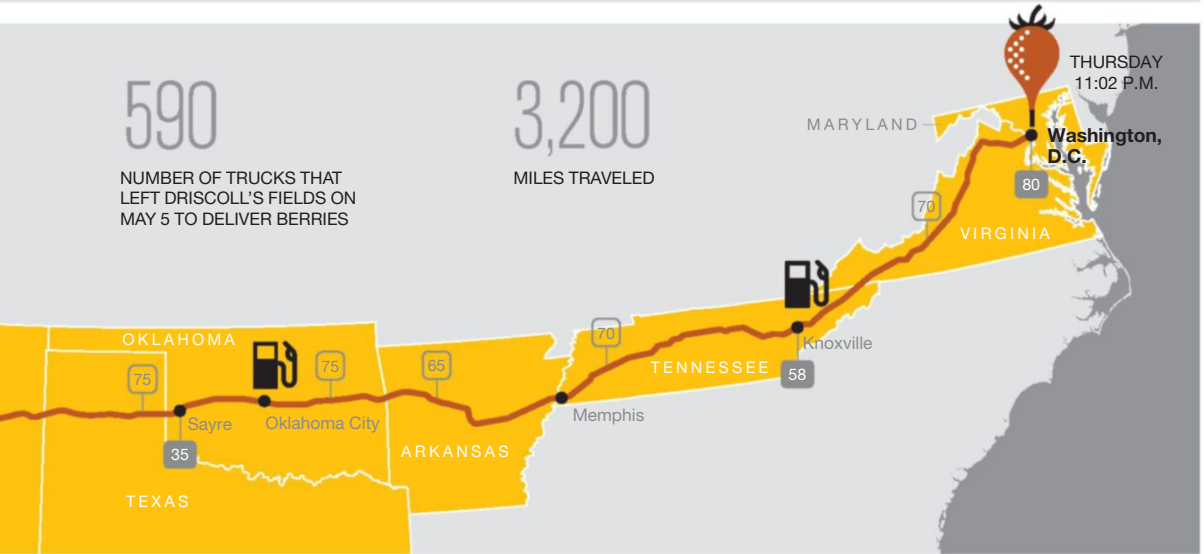 590
NUMBER OF TRUCKS THAT
LEFT DRISCOLL'S FIELDS ON
MAY 5 TO DELIVER BERRIES
3,200
MILES TRAVELED
THURSDAY
11:02 P.M.
MARYLAND
Washington,
D.C.
80
70
VIRGINIA
Knoxville
58
70
TENNESSEE
Memphis
OKLAHOMA
75
75
65
Sayre
Oklahoma City
35
ARKANSAS
TEXAS